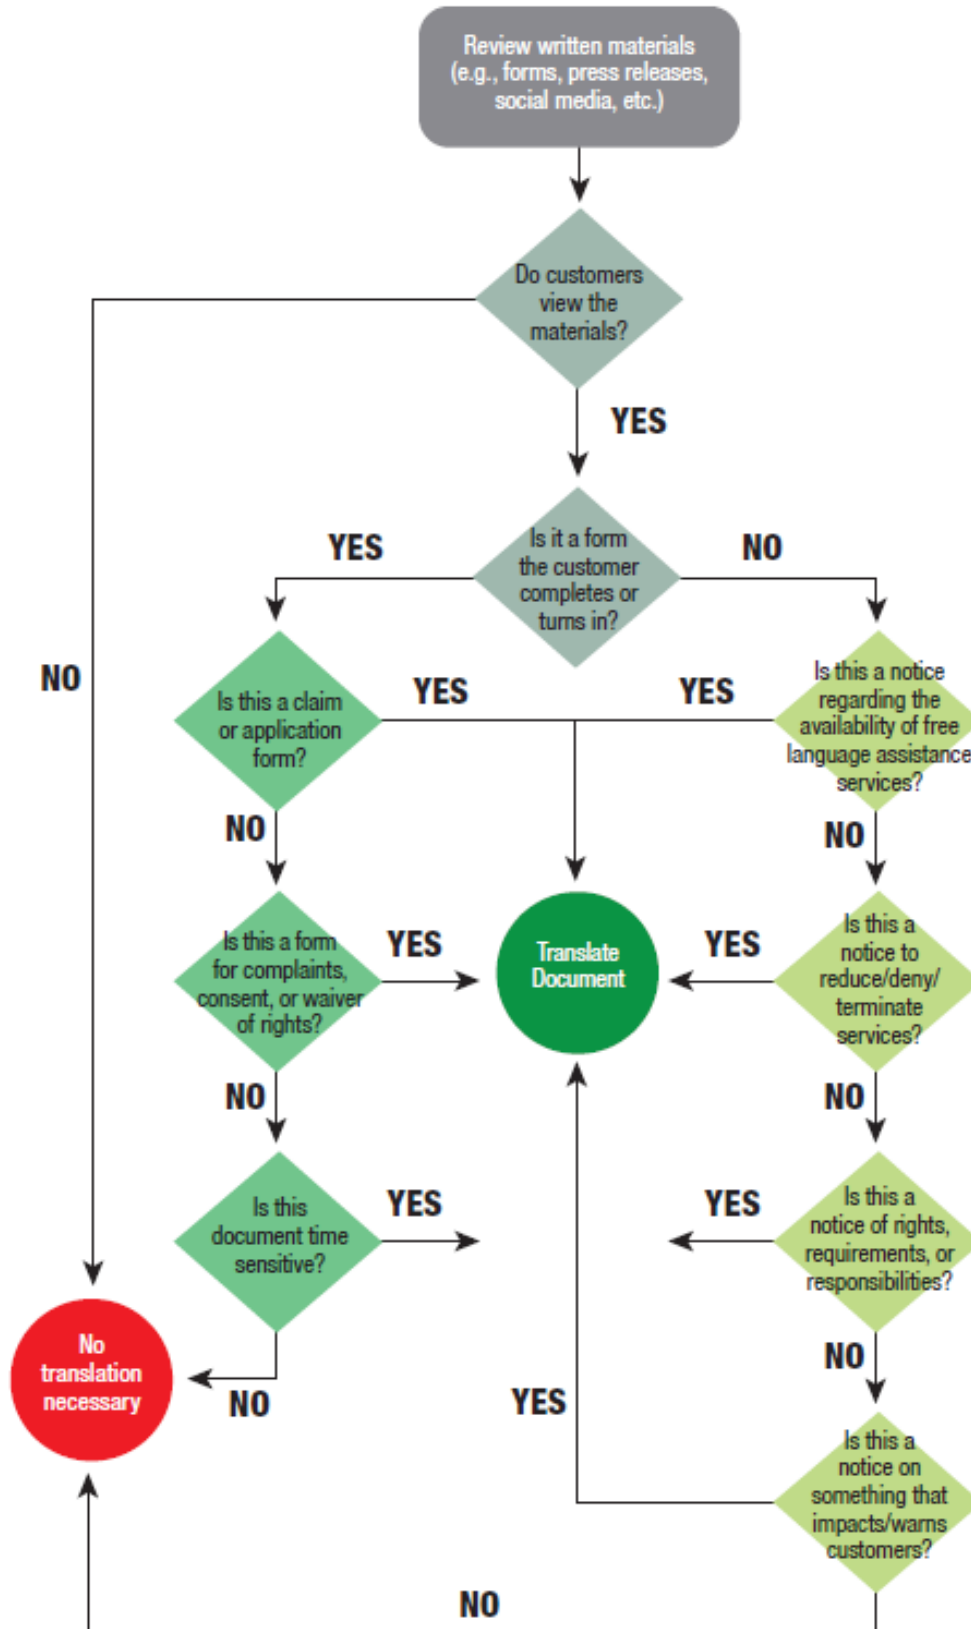 Review written materials
(e.g., forms, press releases,
social media, etc.)
Do customers
view the
materials?
YES
Is it a form
the customer
completes or
turns in?
YES
NO
NO
Is this a claim
or application
form?
YES
YES
Is this a notice
regarding the
availability of free
language assistance
services?
NO
NO
Is this a form
for complaints,
consent, or waiver
of rights?
YES
Translate
Document
YES
Is this a
notice to
reduce/deny/
terminate
services?
NO
NO
Is this
document time
sensitive?
YES
YES
Is this a
notice of rights,
requirements, or
responsibilities?
No
translation
necessary
NO
NO
YES
Is this a
notice on
something that
impacts/warns
customers?
NO